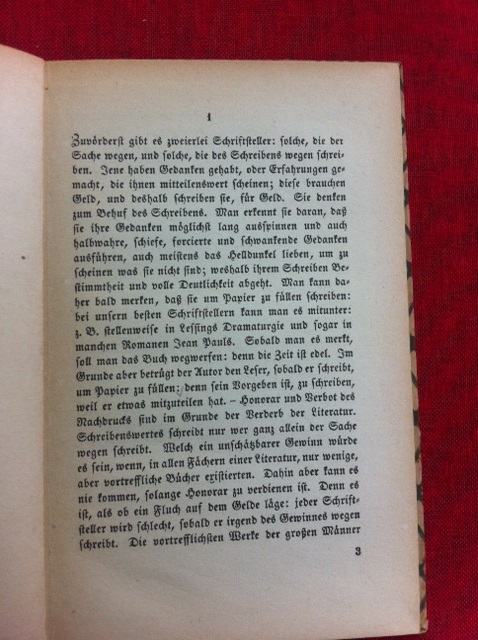 1
Zuvörderst gibt es zweierlei Schriftsteller: solche, die der
Sache wegen, und solche, die des Schreibens wegen schrei-
ben. Jene haben Gedanken gehabt, oder Erfahrungen ge-
macht, die ihnen mitteilenswert scheinen; diese brauchen
Geld, und deshalb schreiben sie, für Geld. Sie denken
zum Behuf des Schreibens. Man erkennt sie daran, daß
sie ihre Gedanken möglichst lang ausspinnen und auch
halbwahre, schiefe, forcierte und schwankende Gedanken
ausführen, auch meistens das Helldunkel lieben, um zu
scheinen was sie nicht sind; weshalb ihrem Schreiben Be-
stimmtheit und volle Deutlichkeit abgeht. Man kann da-
her bald merken, daß sie um Papier zu füllen schreiben:
bei unsern besten Schriftstellern kann man es mitunter:
z. B. stellenweise in Lessings Dramaturgie und sogar in
manchen Romanen Jean Pauls. Sobald man es merkt,
soll man das Buch wegwerfen: denn die Zeit ist edel. Im
Grunde aber betrügt der Autor den Leser, sobald er schreibt,
um Papier zu füllen: denn sein Vorgeben ist, zu schreiben,
weil er etwas mitzuteilen hat. – Honorar und Verbot des
Nachdrucks sind im Grunde der Verderb der Literatur.
Schreibenswertes schreibt nur wer ganz allein der Sache
wegen schreibt. Welch ein unschätzbarer Gewinn würde
es sein, wenn, in allen Fächern einer Literatur, nur wenige,
aber vortreffliche Bücher existierten. Dahin aber kann es
nie kommen, solange Honorar zu verdienen ist. Denn es
ist, als ob ein Fluch auf dem Gelde läge: jeder Schrift-
steller wird schlecht, sobald er irgend des Gewinnes wegen
schreibt. Die vortrefflichsten Werke der großen Männer
3